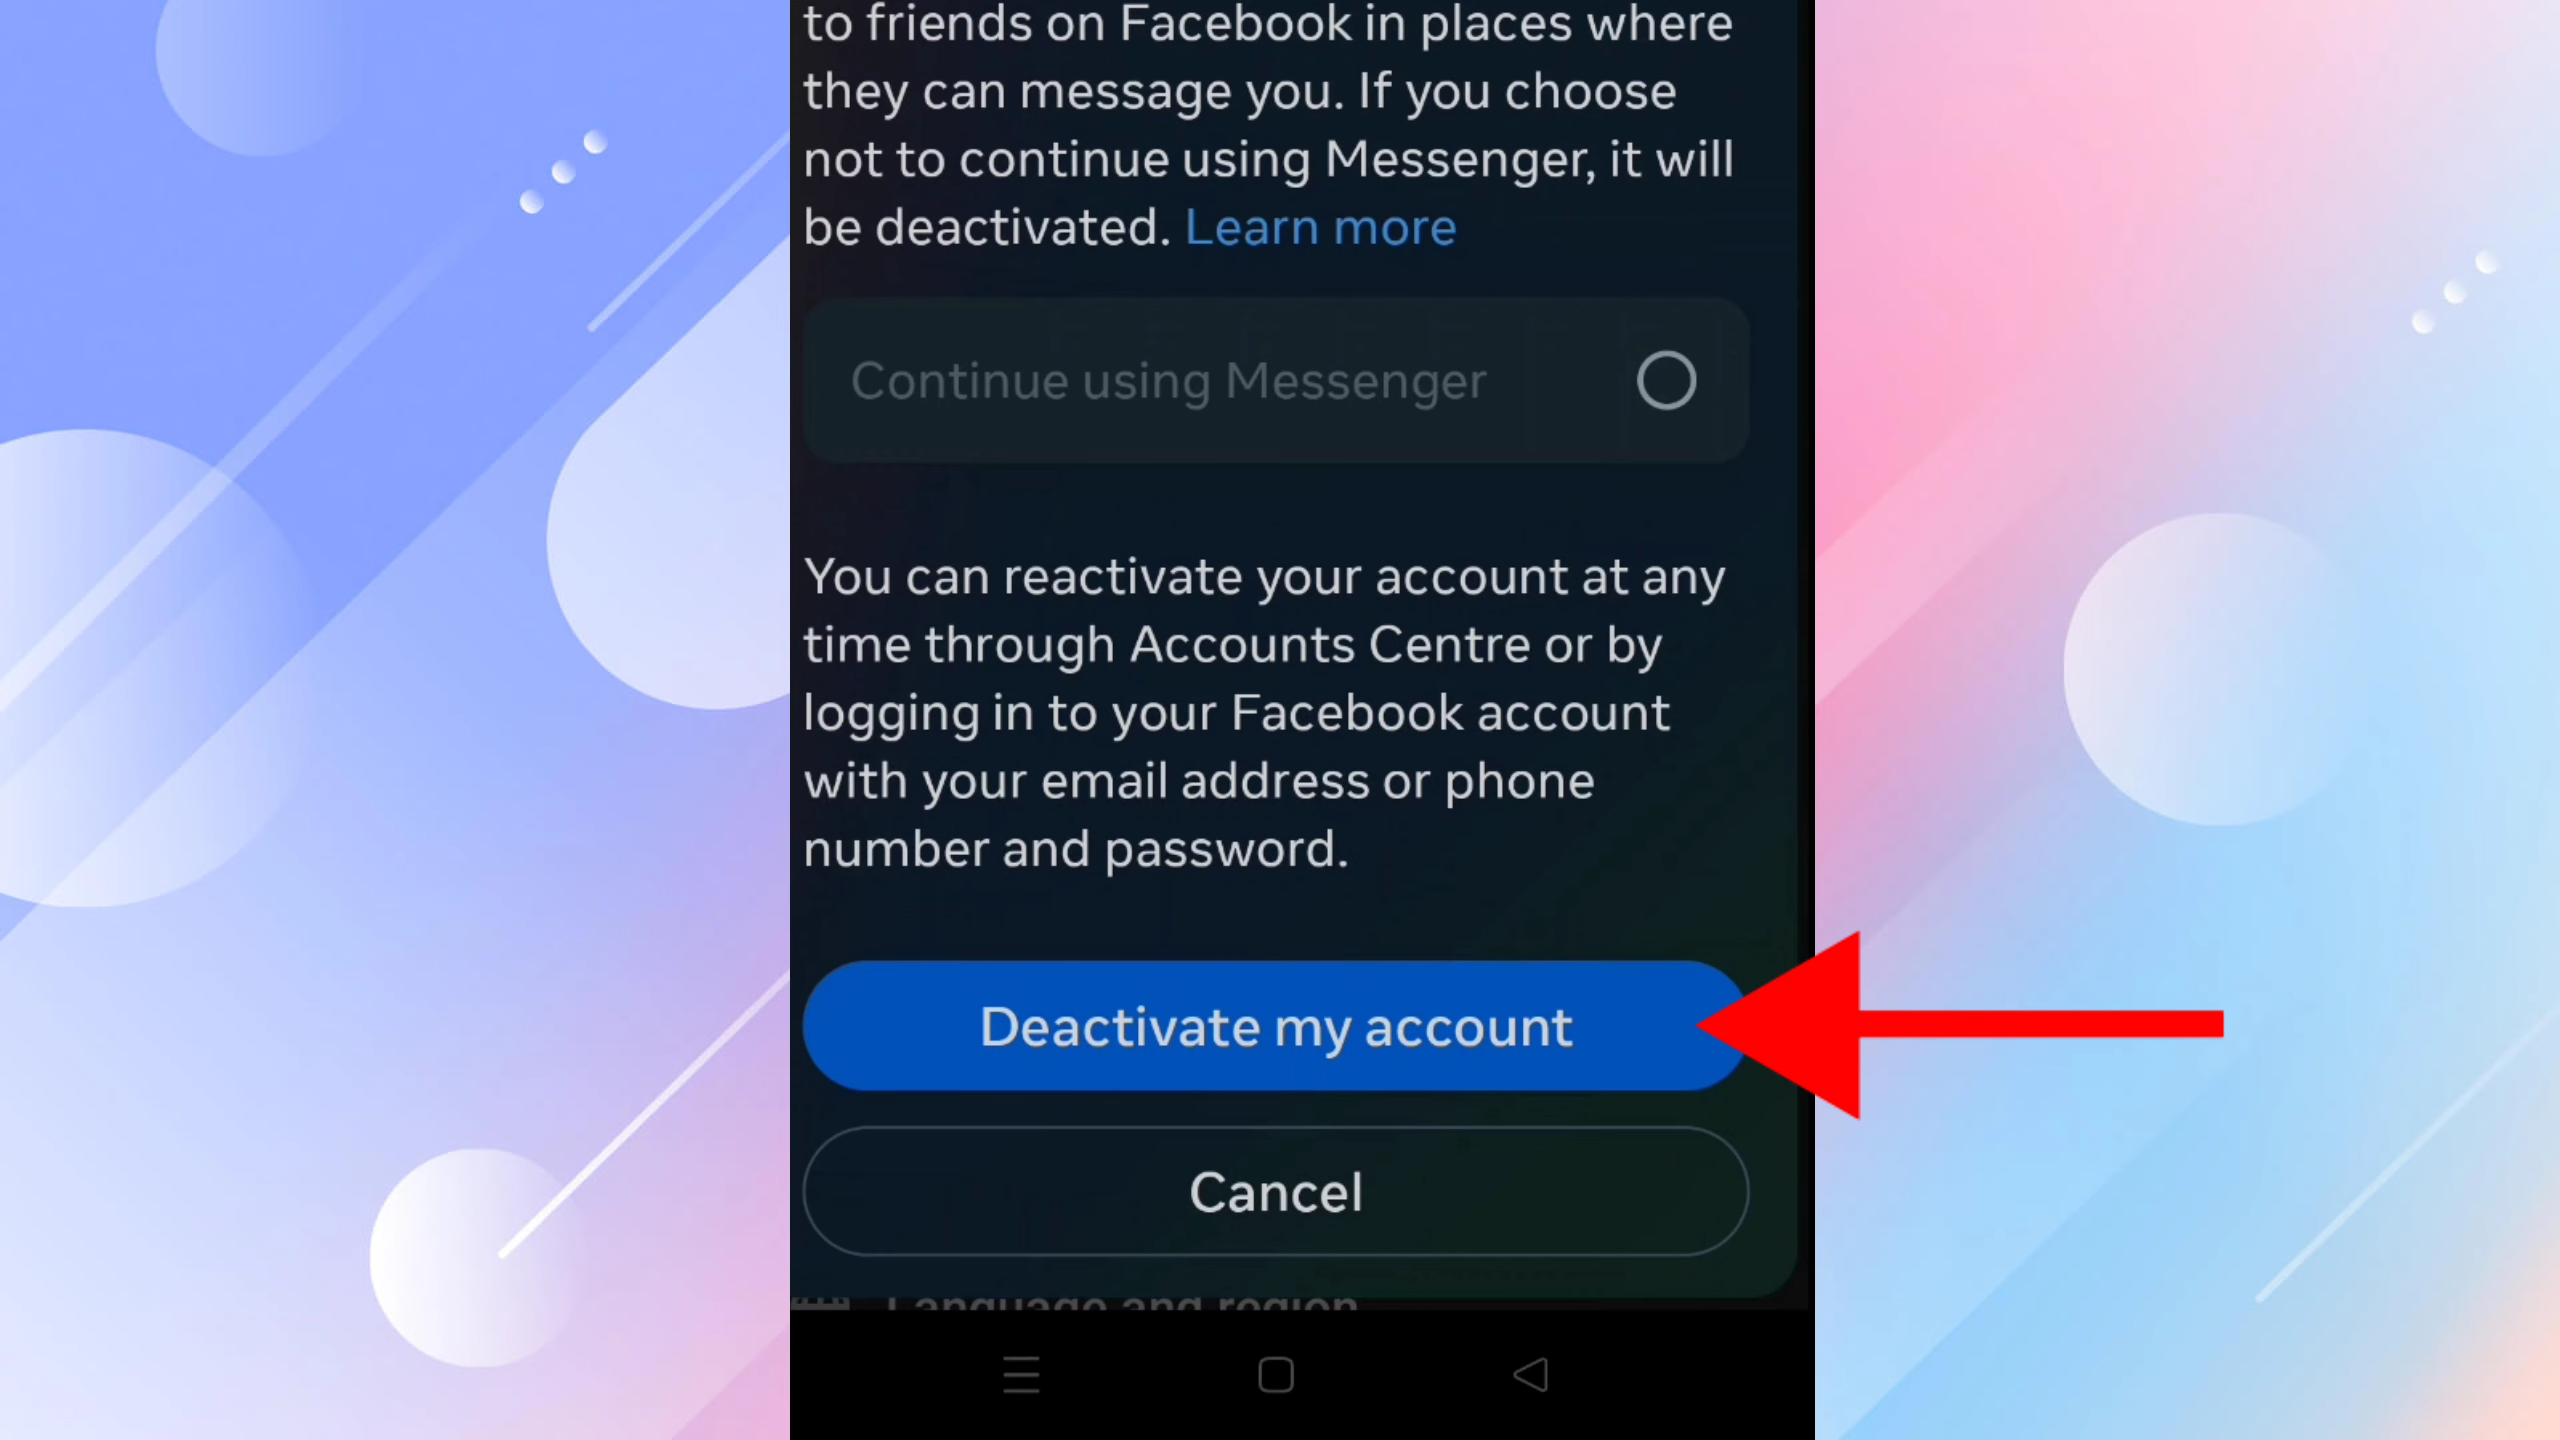 to friends on Facebook in places where
they can message you. If you choose
not to continue using Messenger, it will
be deactivated. Learn more
Continue using Messenger
You can reactivate your account at any
time through Accounts Centre or by
logging in to your Facebook account
with your email address or phone
number and password.
Deactivate my account
Cancel
Language and region